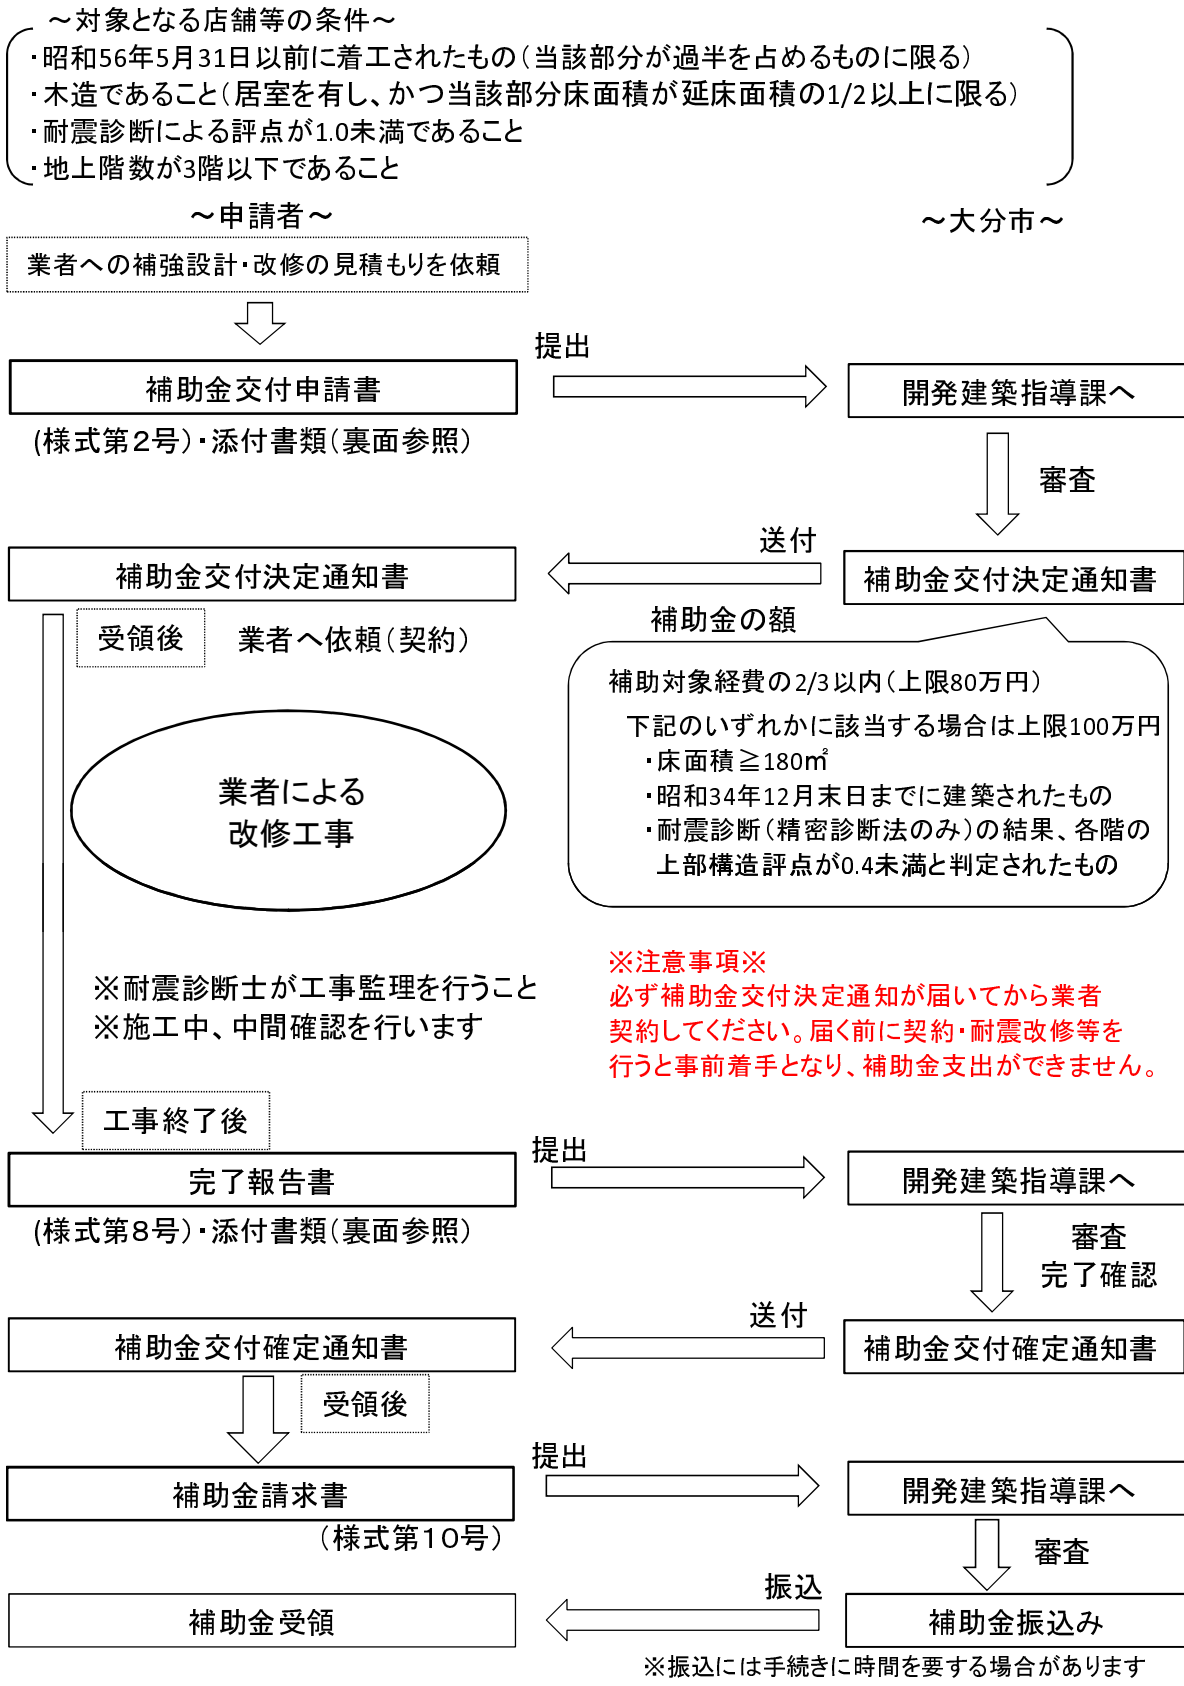 ～対象となる店舗等の条件～
・昭和56年5月31日以前に着工されたもの(当該部分が過半を占めるものに限る)
・木造であること(居室を有し、かつ当該部分床面積が延床面積の1/2以上に限る)
・耐震診断による評点が1.0未満であること
・地上階数が3階以下であること
～申請者～
～大分市～
業者への補強設計・改修の見積もりを依頼
提出
補助金交付申請書
開発建築指導課へ
(様式第2号)・添付書類(裏面参照)
審査
送付
補助金交付決定通知書
補助金交付決定通知書
受領後
業者へ依頼(契約)
補助金の額
補助対象経費の2/3以内(上限80万円)
下記のいずれかに該当する場合は上限100万円
・床面積≧180㎡
・昭和34年12月末日までに建築されたもの
・耐震診断(精密診断法のみ)の結果、各階の
上部構造評点が0.4未満と判定されたもの
業者による
改修工事
※耐震診断士が工事監理を行うこと
※施工中、中間確認を行います
※注意事項※
必ず補助金交付決定通知が届いてから業者
契約してください。届く前に契約・耐震改修等を
行うと事前着手となり、補助金支出ができません。
工事終了後
提出
完了報告書
開発建築指導課へ
(様式第8号)・添付書類(裏面参照)
審査
完了確認
送付
補助金交付確定通知書
補助金交付確定通知書
受領後
提出
補助金請求書
開発建築指導課へ
(様式第10号)
審査
振込
補助金受領
補助金振込み
※振込には手続きに時間を要する場合があります